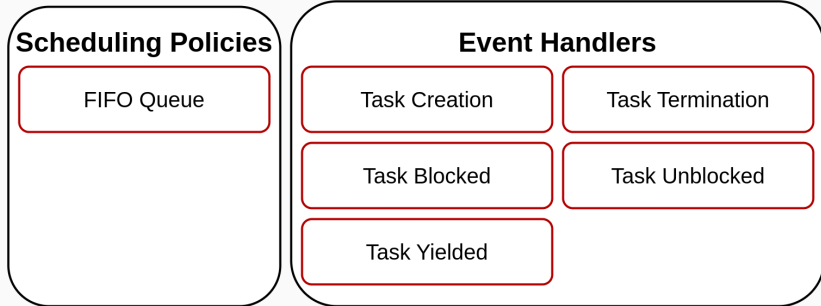 Scheduling Policies
FIFO Queue
Event Handlers
Task Creation
Task Termination
Task Blocked
Task Unblocked
Task Yielded